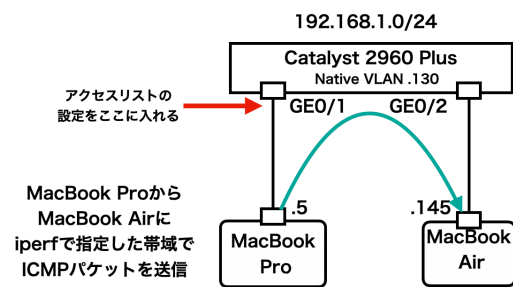 192.168.1.0/24
Catalyst 2960 Plus
Native VLAN .130
アクセスリストの
設定をここに入れる
GE0/1
GE0/2
MacBook Proから
MacBook Airに
iperfで指定した帯域で
ICMPパケットを送信
.5
.145
MacBook
Pro
MacBook
Air